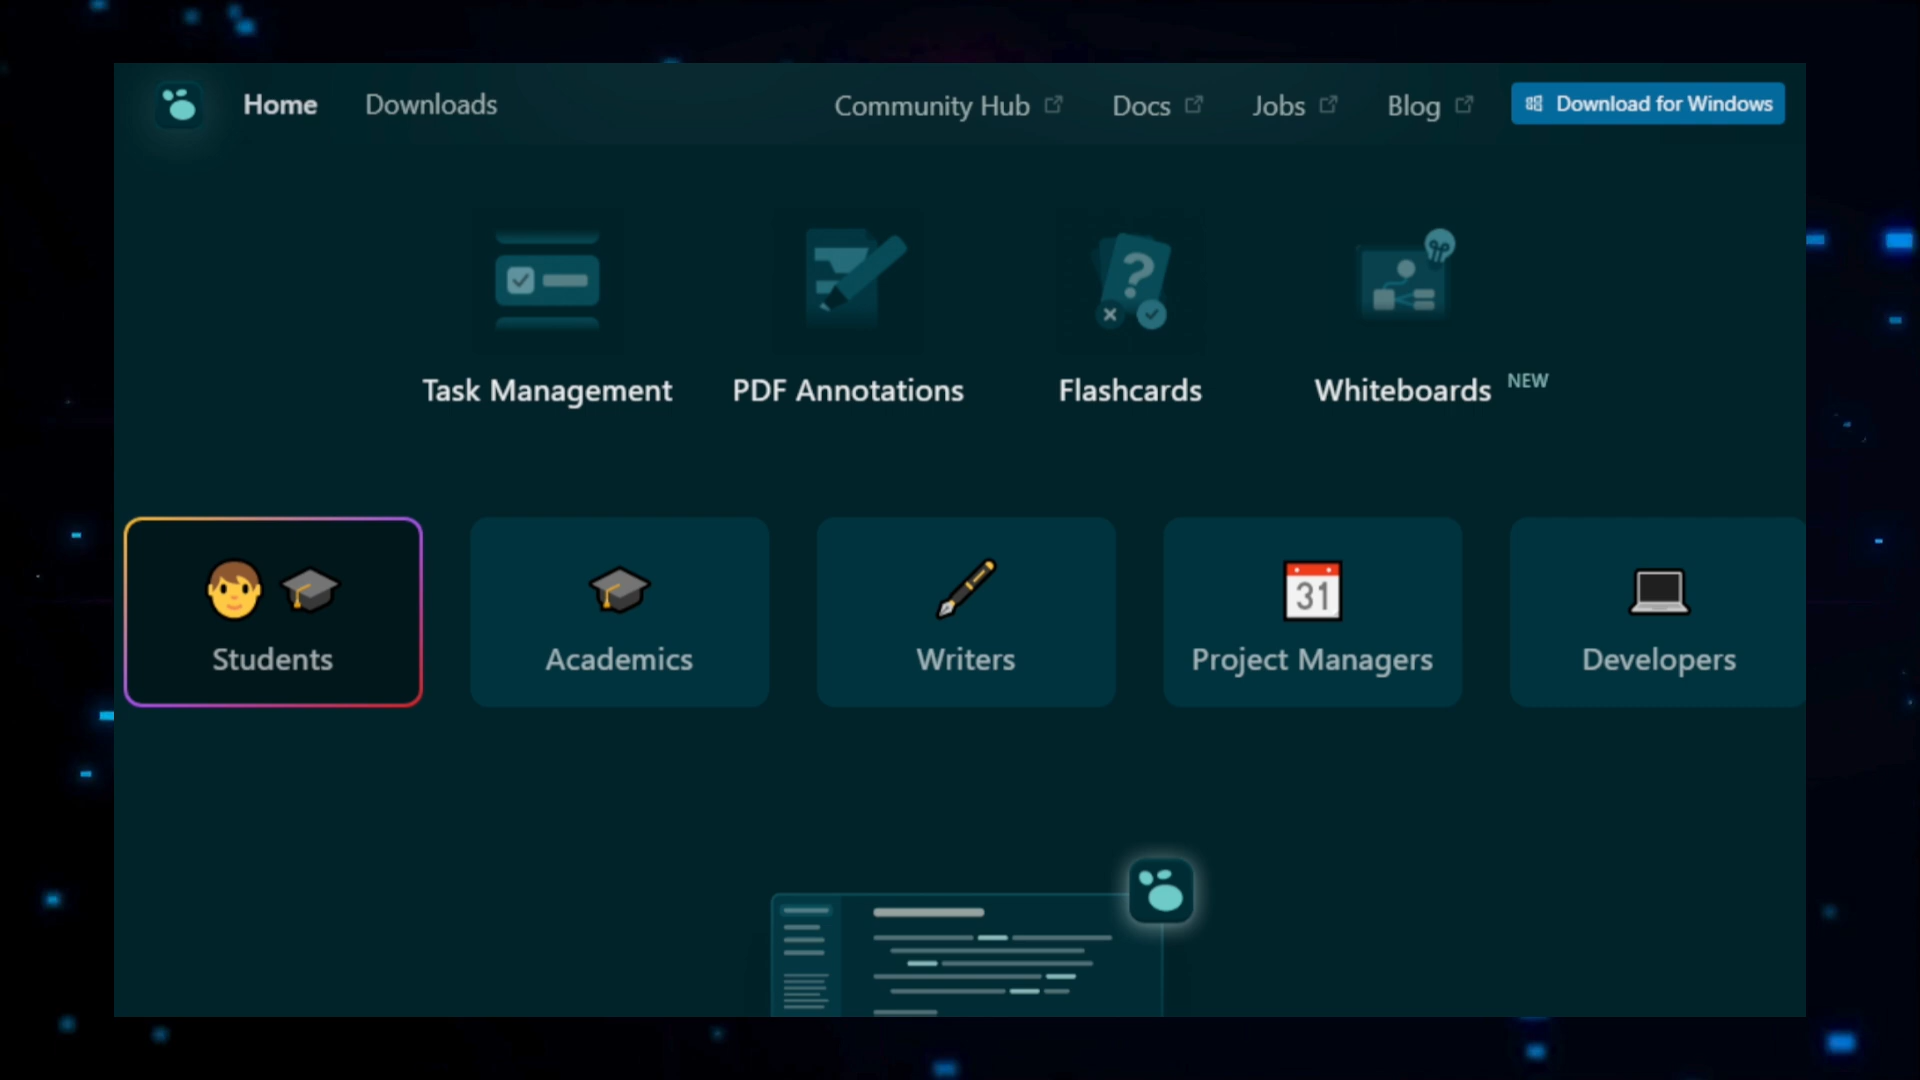 Home Downloads Community Hub Docs Jobs Blog Download for Windows
Task Management PDF Annotations Flashcards Whiteboards NEW
31
Students Academics Writers Project Managers Developers